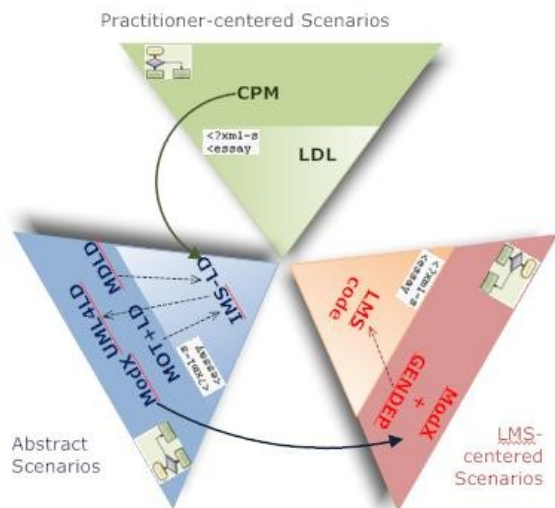 Practitioner-centered Scenarios
CPM
<?xml-s
<essay
LDL
MDLD
IMS-LD
MOT+LD
ModX UML4LD
<?xml-s
<essay
Abstract
Scenarios
<?xml-s
<essay
LMS
code
GENDEP
+
ModX
LMS-
centered
Scenarios